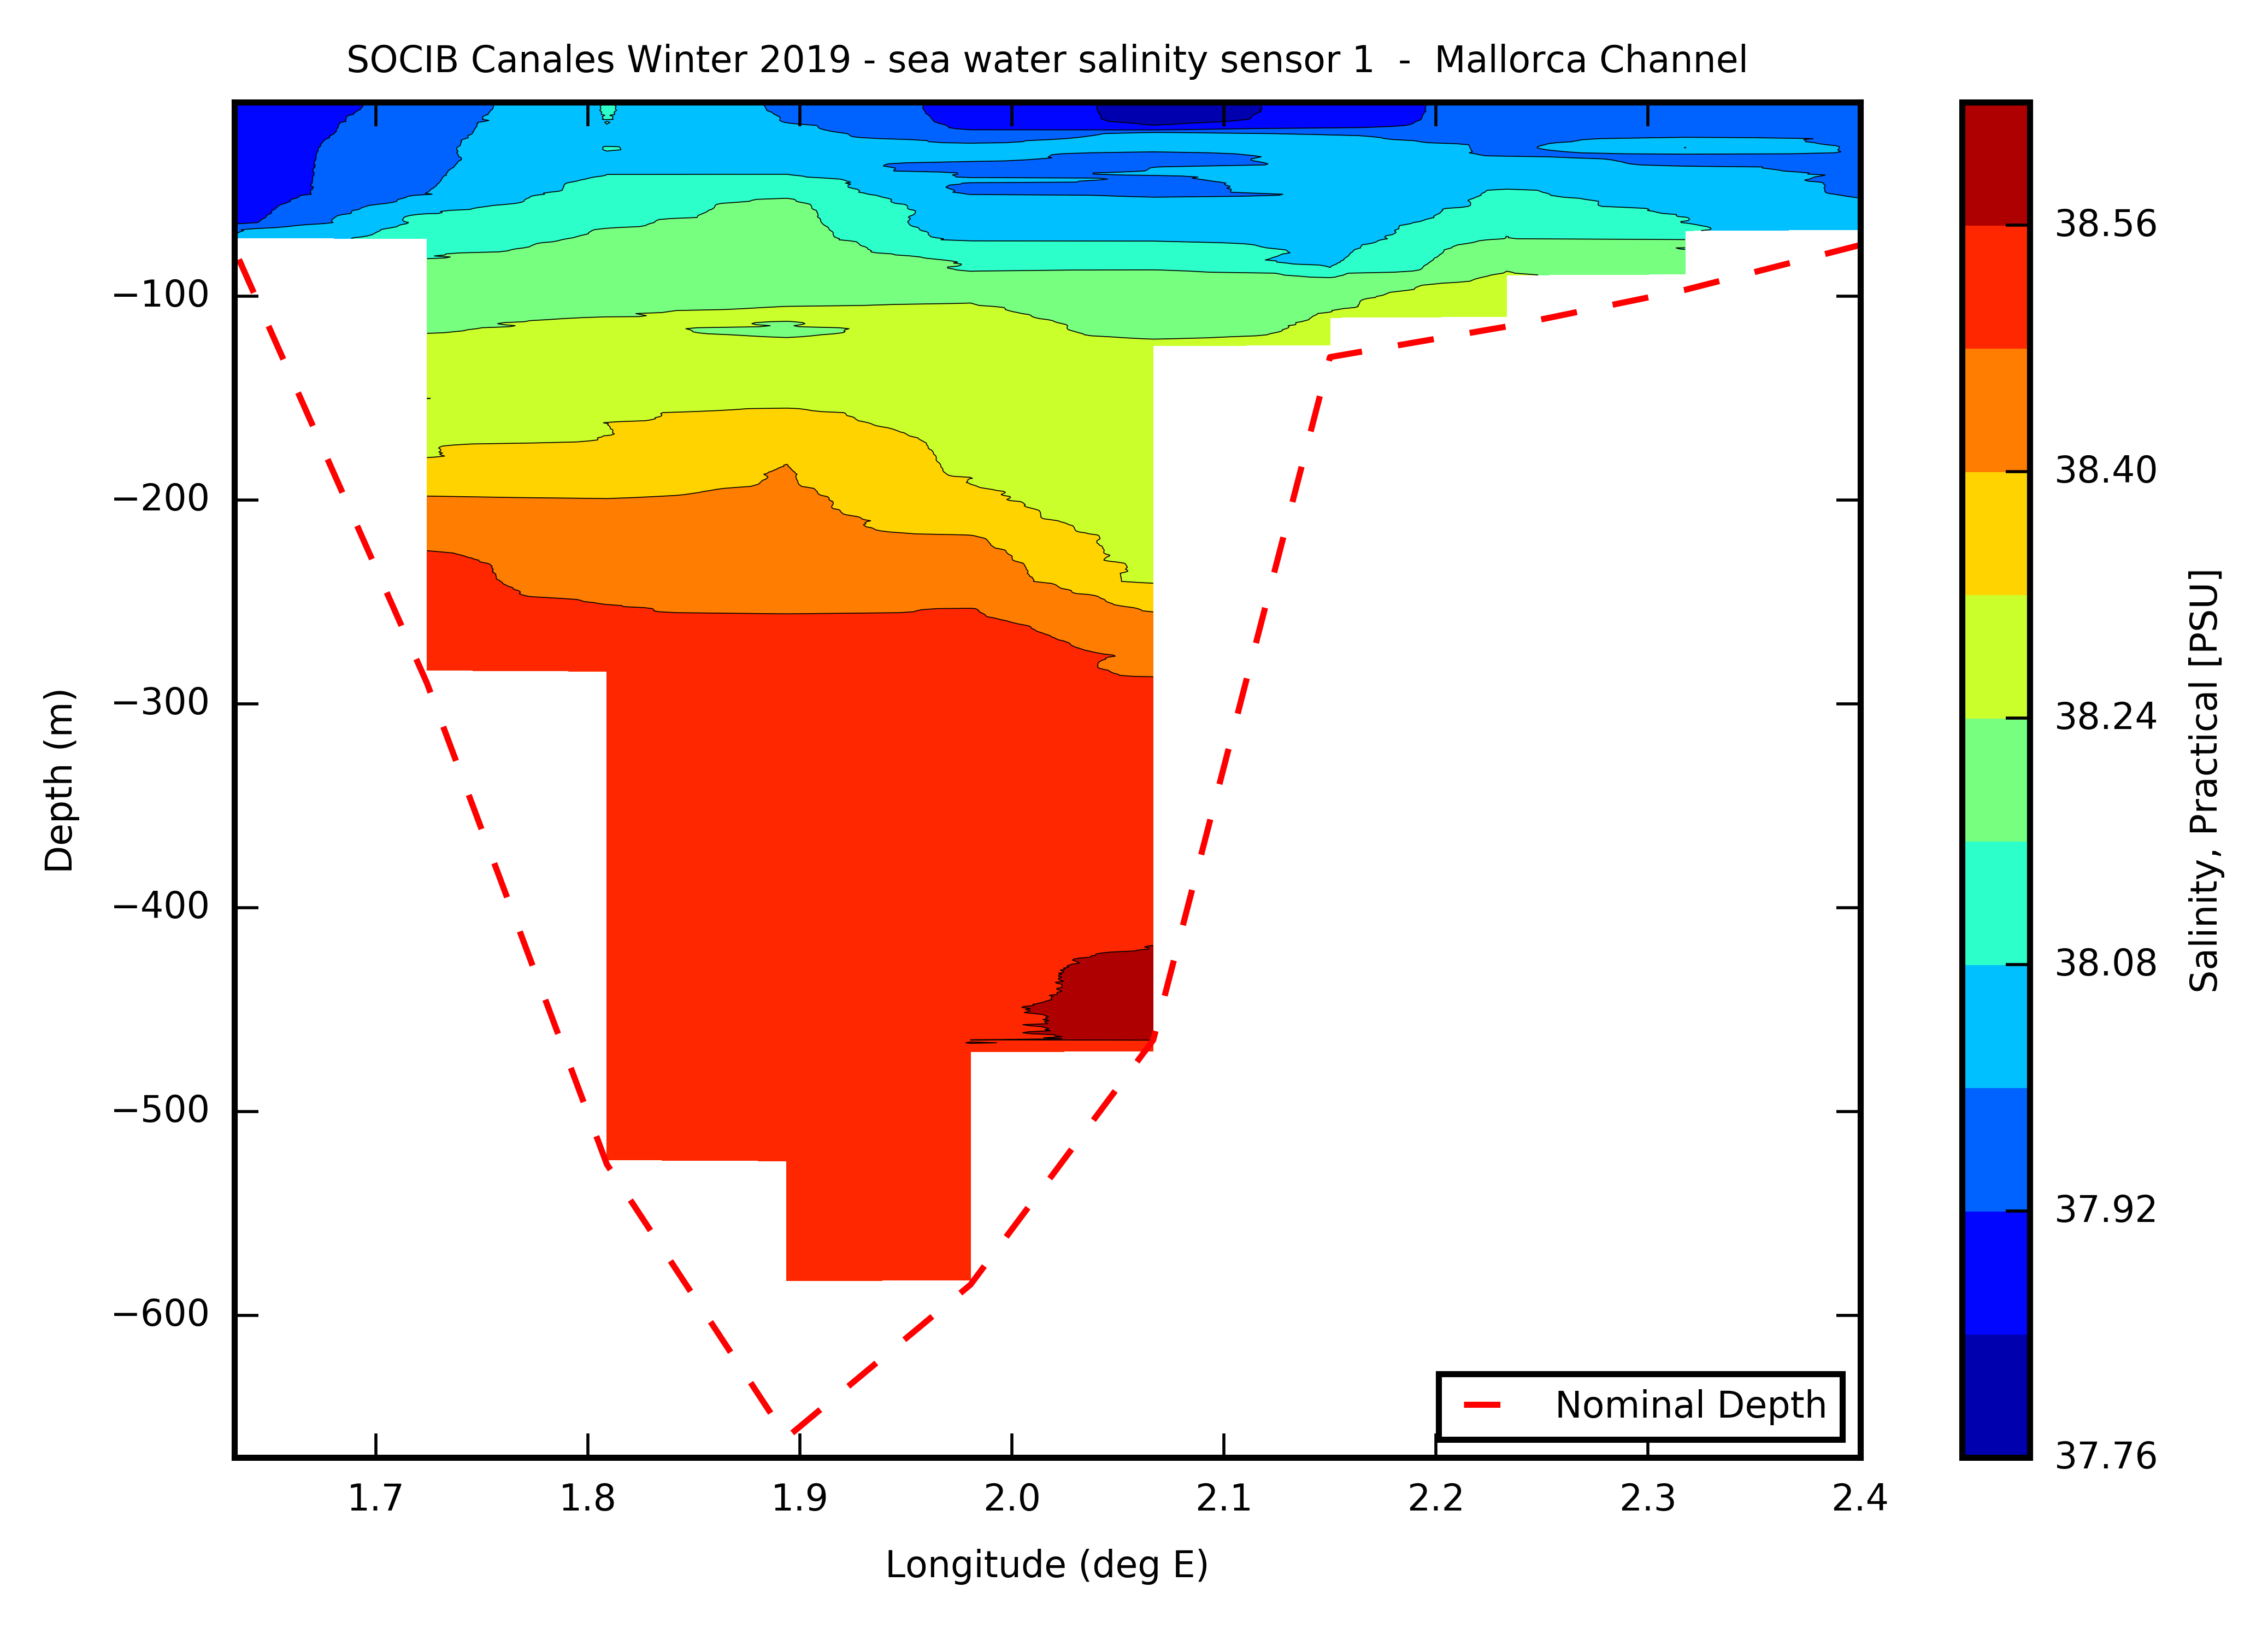 SOCIB Canales Winter 2019 - sea water salinity sensor 1 - Mallorca Channel
Depth (m)
−100
−200
−300
−400
−500
−600
1.7 1.8 1.9 2.0 2.1 2.2 2.3 2.4
Longitude (deg E)
Nominal Depth
38.56
38.40
38.24
38.08
37.92
37.76
Salinity, Practical [PSU]